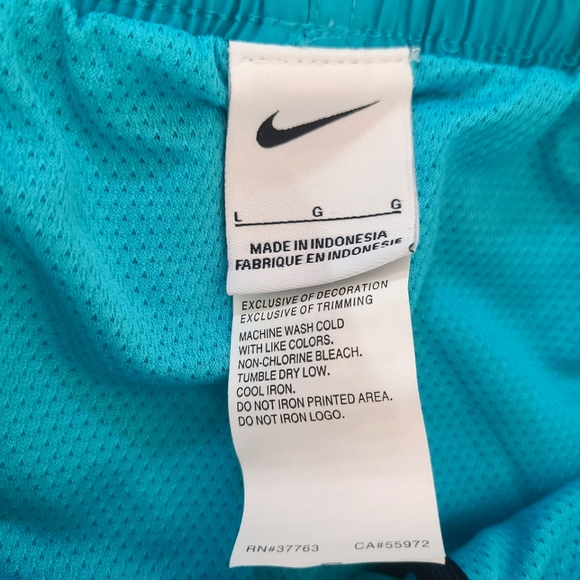 L G G
MADE IN INDONESIA
FABRIQUE EN INDONESIE
EXCLUSIVE OF DECORATION
EXCLUSIVE OF TRIMMING
MACHINE WASH COLD
WITH LIKE COLORS.
NON-CHLORINE BLEACH.
TUMBLE DRY LOW.
COOL IRON.
DO NOT IRON PRINTED AREA.
DO NOT IRON LOGO.
RN#37763 CA#55972